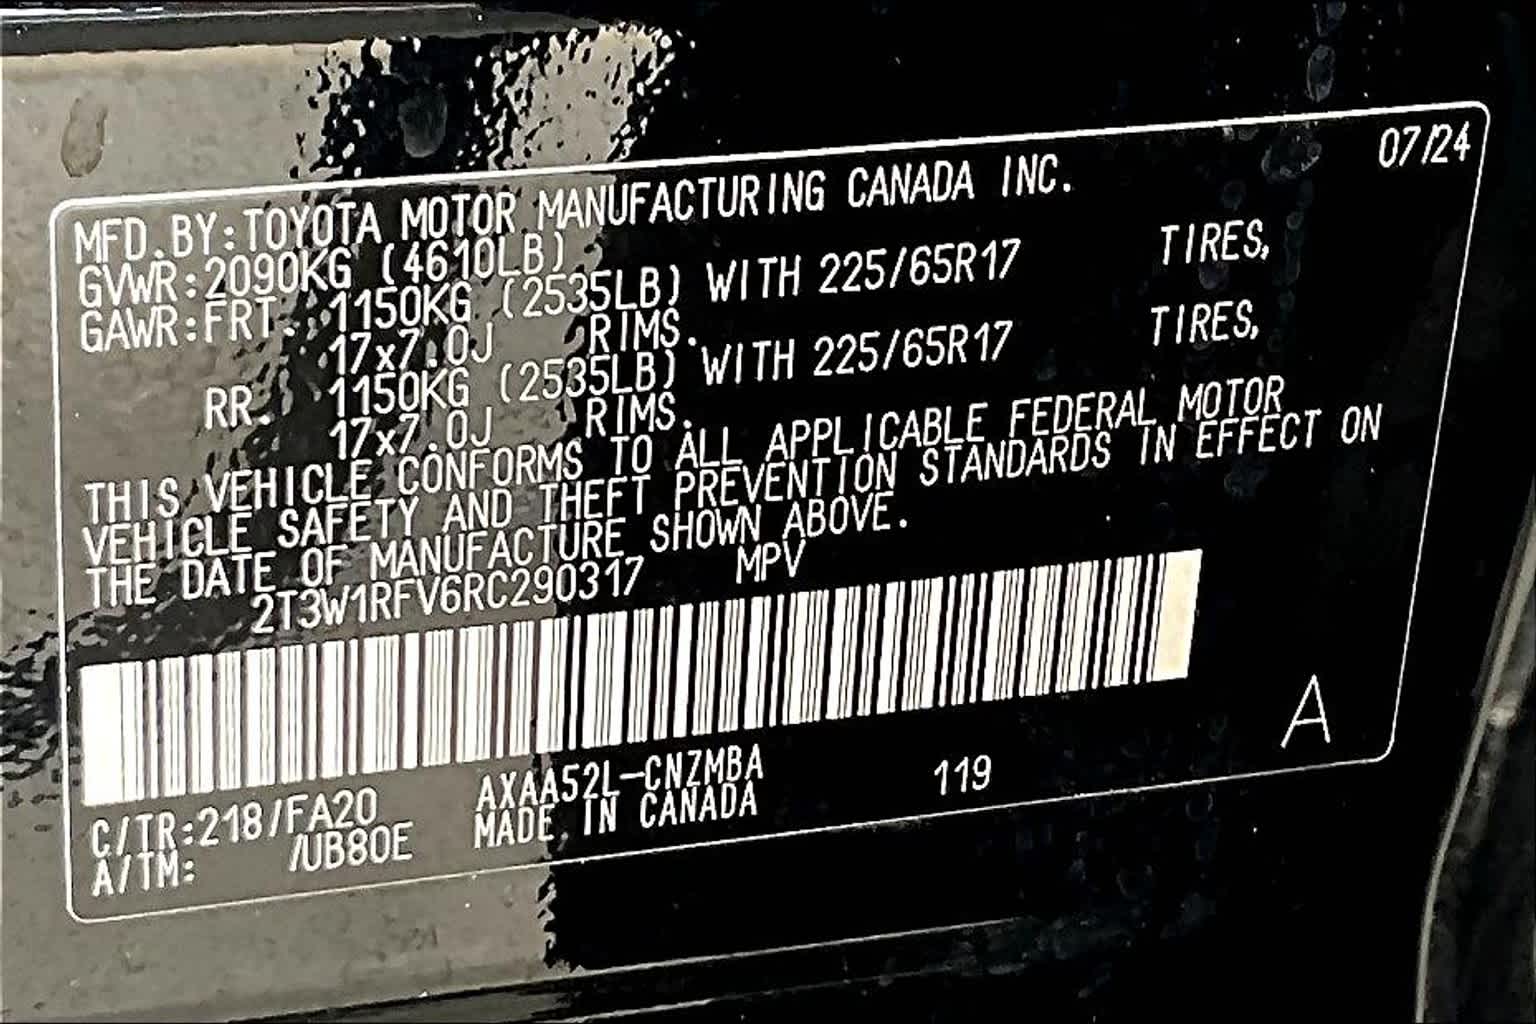 07/24
MFD.BY:TOYOTA MOTOR MANUFACTURING CANADA INC.
GVWR:2090KG (4610LB)
GAWR:FRT. 1150KG (2535LB) WITH 225/65R17 TIRES,
17x7.0J RIMS.
RR. 1150KG (2535LB) WITH 225/65R17 TIRES,
17x7.0J RIMS.
THIS VEHICLE CONFORMS TO ALL APPLICABLE FEDERAL MOTOR
VEHICLE SAFETY AND THEFT PREVENTION STANDARDS IN EFFECT ON
THE DATE OF MANUFACTURE SHOWN ABOVE.
2T3W1RFV6RC290317 MPV
A
C/TR:218/FA20 AXAA52L-CNZMBA 119
A/TM: /UB80E MADE IN CANADA